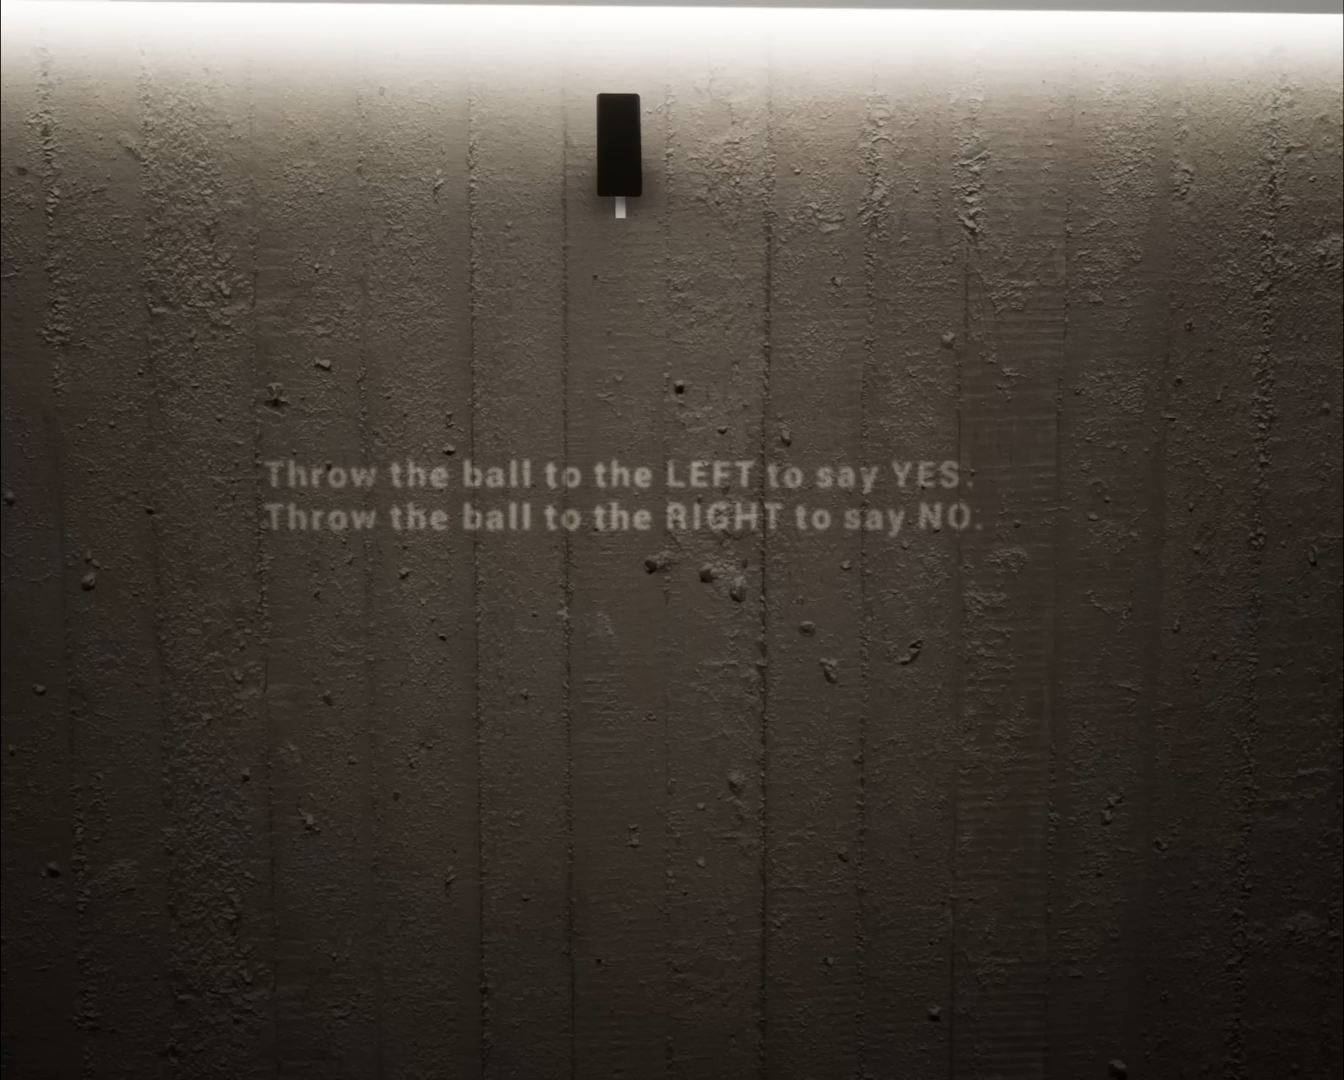 Throw the ball to the LEFT to say YES.
Throw the ball to the RIGHT to say NO.